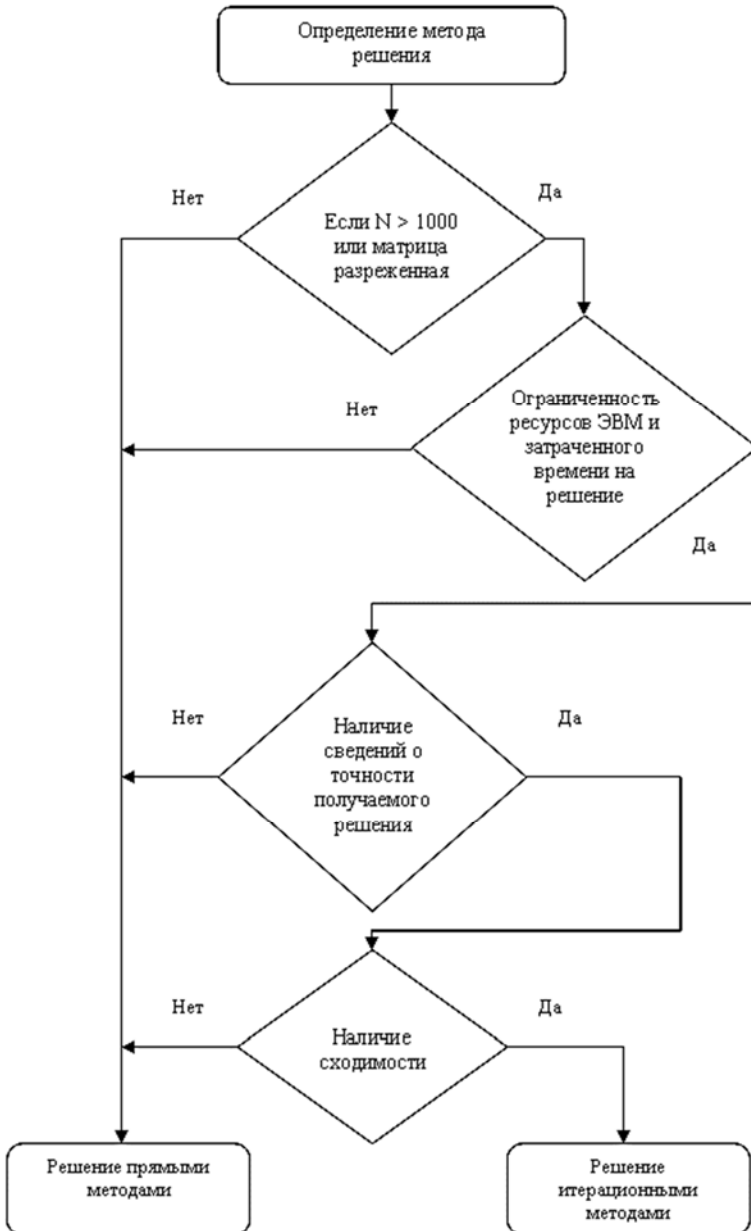 Определение метода
решения
Нет
Да
Если N > 1000
или матрица
разреженная
Нет
Ограниченность
ресурсов ЭВМ и
затраченного
времени на
решение
Да
Нет
Да
Наличие
сведений о
точности
получаемого
решения
Нет
Да
Наличие
сходимости
Решение прямыми
методами
Решение
итерационными
методами